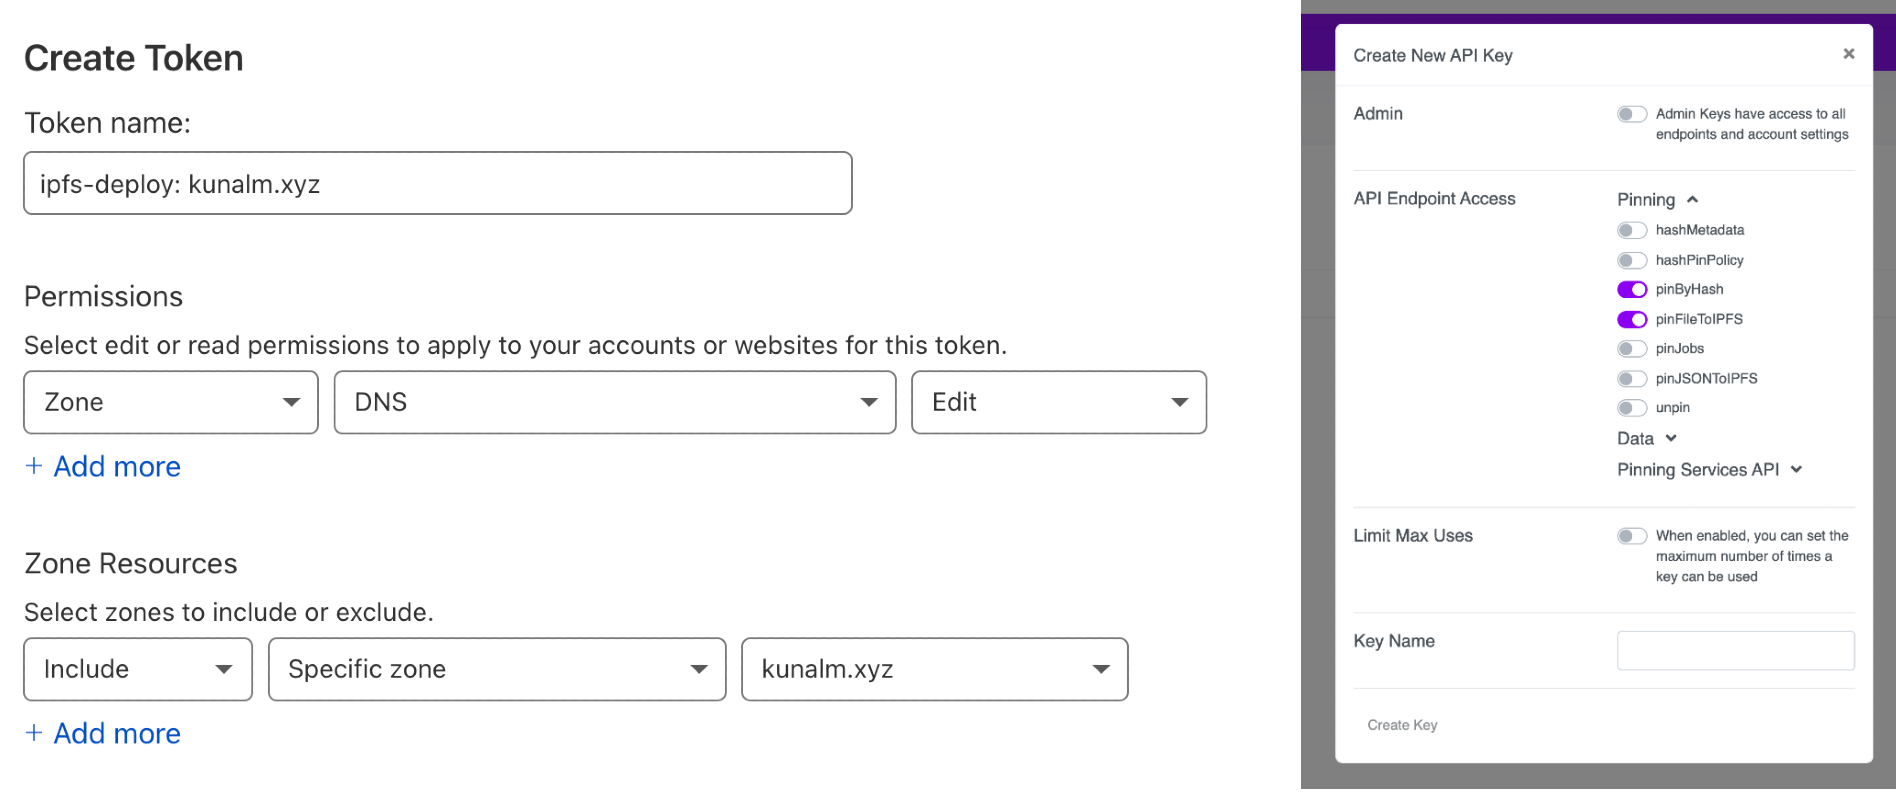 Create Token
Token name:
ipfs-deploy: kunalm.xyz
Permissions
Select edit or read permissions to apply to your accounts or websites for this token.
Zone
DNS
Edit
+ Add more
Zone Resources
Select zones to include or exclude.
Include
Specific zone
kunalm.xyz
+ Add more
Create New API Key
×
Admin
Admin Keys have access to all
endpoints and account settings
API Endpoint Access
Pinning
hashMetadata
hashPinPolicy
pinByHash
pinFileToIPFS
pinJobs
pinJSONToIPFS
unpin
Data
Pinning Services API
Limit Max Uses
When enabled, you can set the
maximum number of times a
key can be used
Key Name
Create Key